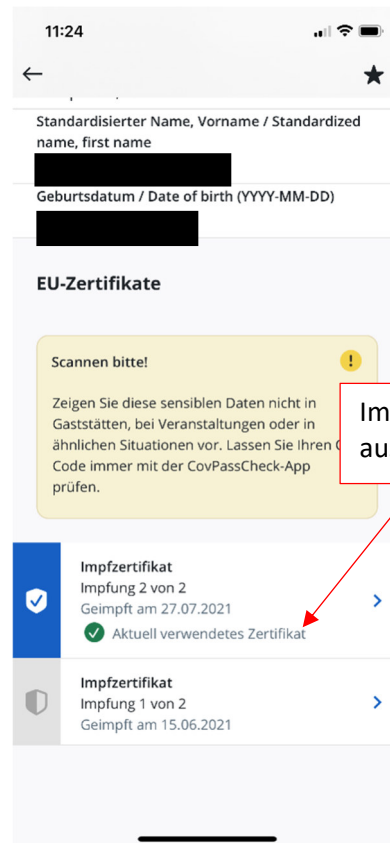 11:24
Standardisierter Name, Vorname / Standardized
name, first name
Geburtsdatum / Date of birth (YYYY-MM-DD)
EU-Zertifikate
Scannen bitte!
Zeigen Sie diese sensiblen Daten nicht in
Gaststätten, bei Veranstaltungen oder in
ähnlichen Situationen vor. Lassen Sie Ihren
Code immer mit der CovPassCheck-App
prüfen.
Im
au
Impfzertifikat
Impfung 2 von 2
Geimpft am 27.07.2021
Aktuell verwendetes Zertifikat
Impfzertifikat
Impfung 1 von 2
Geimpft am 15.06.2021